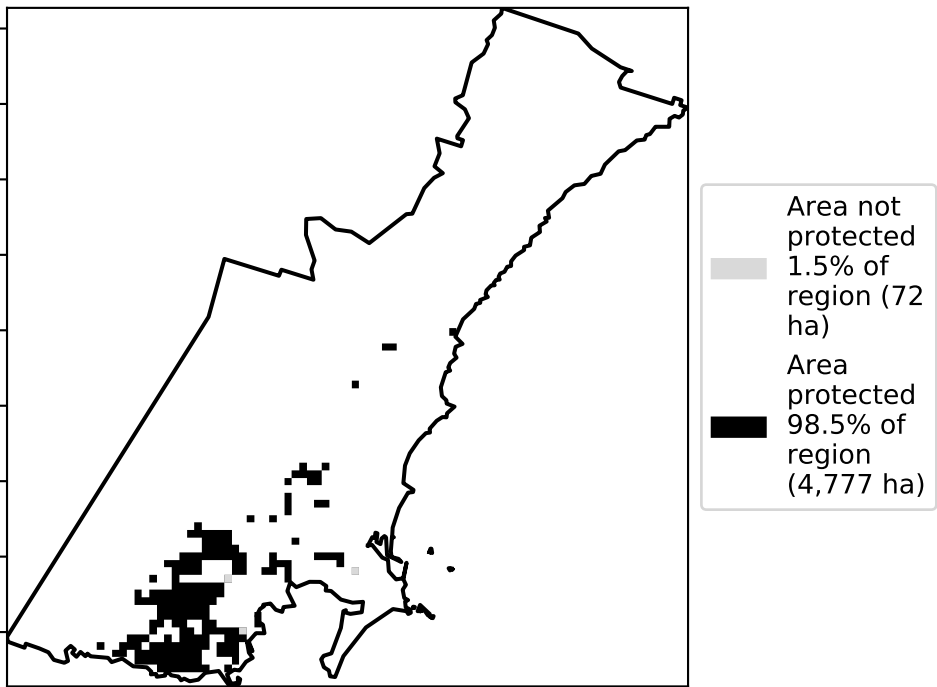 Area not
protected
1.5% of
region (72
ha)
Area
protected
98.5% of
region
(4,777 ha)